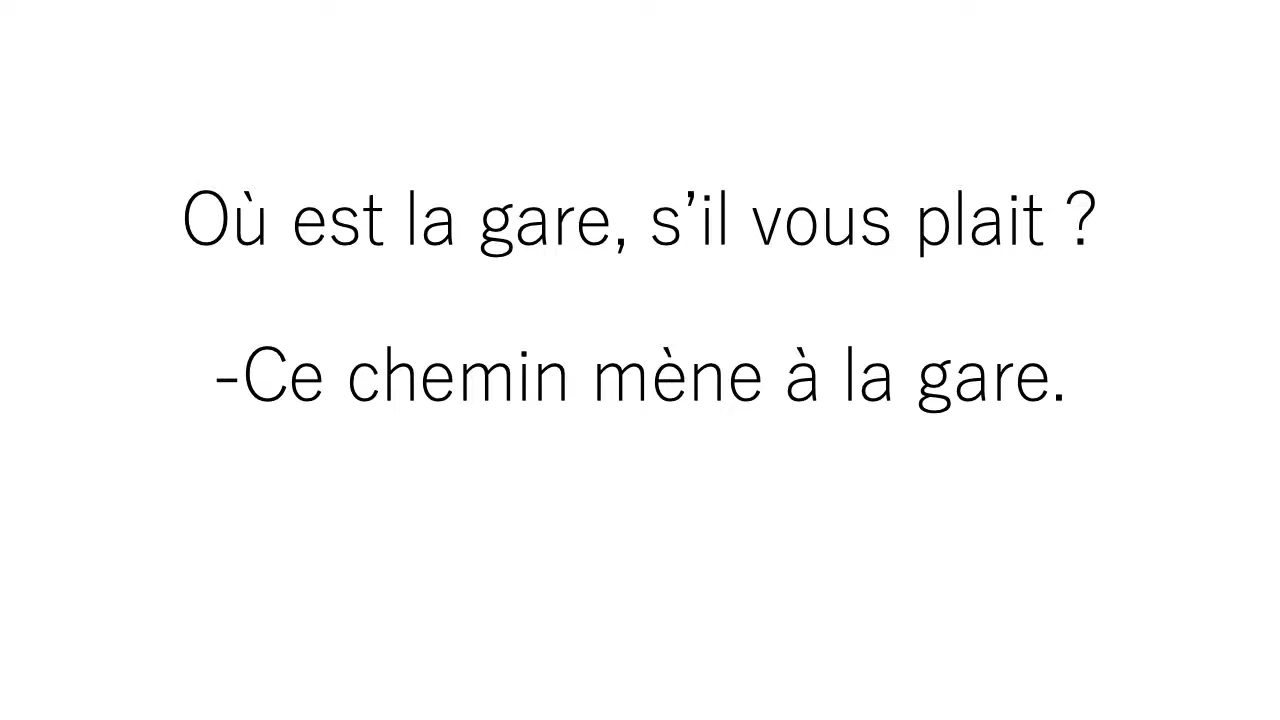 Où est la gare, s’il vous plait ?
-Ce chemin mène à la gare.